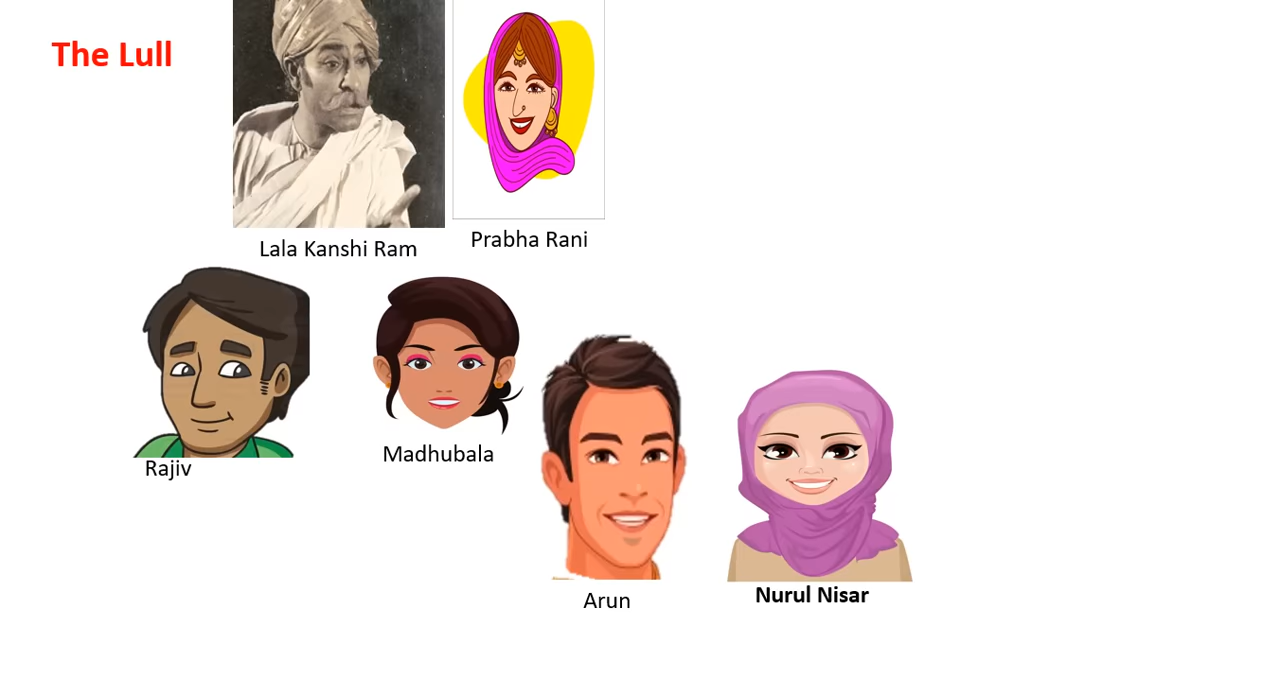 The Lull
Lala Kanshi Ram
Prabha Rani
Rajiv
Madhubala
Arun
Nurul Nisar